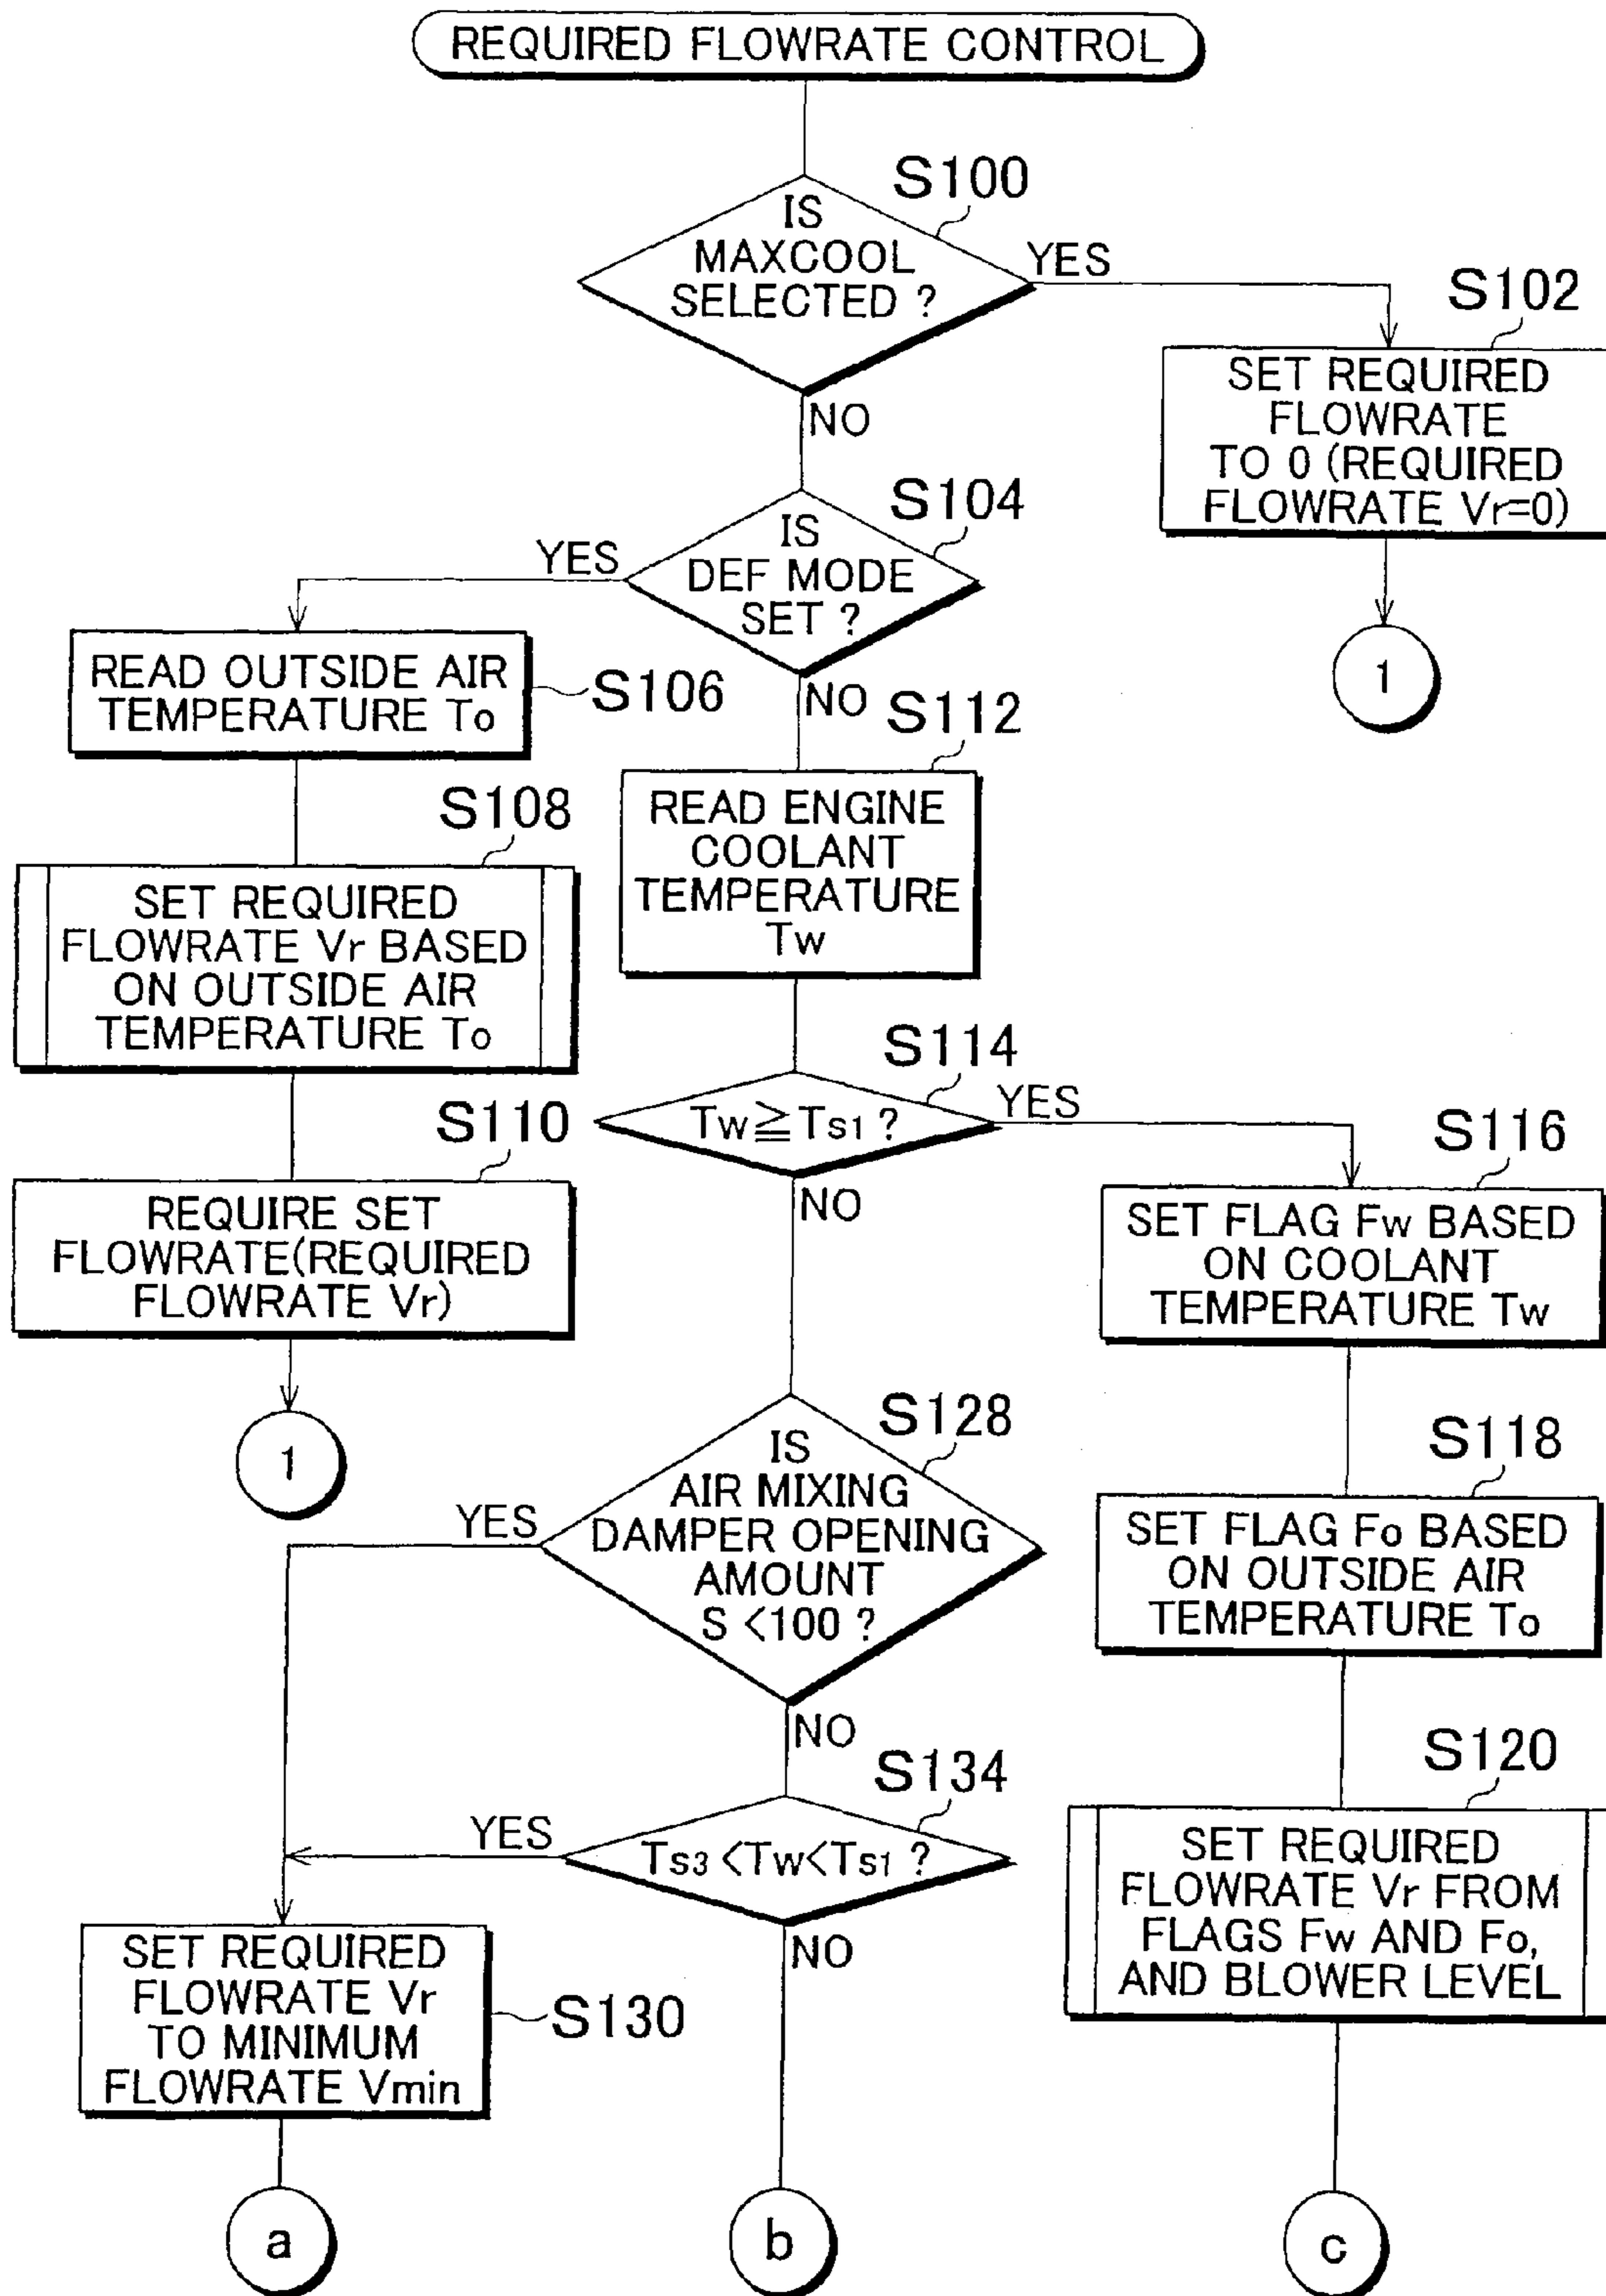 REQUIRED FLOWRATE CONTROL
S100
IS
MAXCOOL
SELECTED ?
YES
NO
S102
SET REQUIRED
FLOWRATE
TO 0 (REQUIRED
FLOWRATE Vr=0)
1
S104
IS
DEF MODE
SET ?
YES
NO
READ OUTSIDE AIR
TEMPERATURE To
S106
S108
SET REQUIRED
FLOWRATE Vr BASED
ON OUTSIDE AIR
TEMPERATURE To
S110
REQUIRE SET
FLOWRATE(REQUIRED
FLOWRATE Vr)
1
S112
READ ENGINE
COOLANT
TEMPERATURE
Tw
S114
Tw≧Ts1 ?
YES
NO
S116
SET FLAG Fw BASED
ON COOLANT
TEMPERATURE Tw
S118
SET FLAG Fo BASED
ON OUTSIDE AIR
TEMPERATURE To
S120
SET REQUIRED
FLOWRATE Vr FROM
FLAGS Fw AND Fo,
AND BLOWER LEVEL
S128
IS
AIR MIXING
DAMPER OPENING
AMOUNT
S <100 ?
YES
NO
S134
Ts3 <Tw<Ts1 ?
YES
NO
SET REQUIRED
FLOWRATE Vr
TO MINIMUM
FLOWRATE Vmin
S130
a
b
c